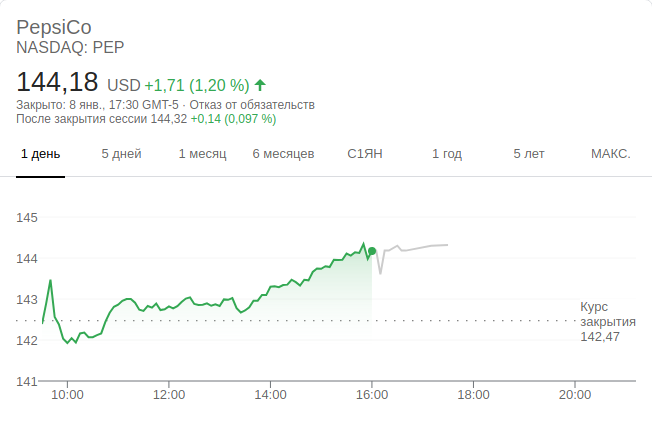 PepsiCo
NASDAQ: PEP
144,18 USD +1,71 (1,20 %)
Закрыто: 8 янв., 17:30 GMT-5 · Отказ от обязательств
После закрытия сессии 144,32 +0,14 (0,097 %)
1 день 5 дней 1 месяц 6 месяцев С1ЯН 1 год 5 лет МАКС.
145
144
143
Курс
закрытия
142,47
142
141
10:00 12:00 14:00 16:00 18:00 20:00